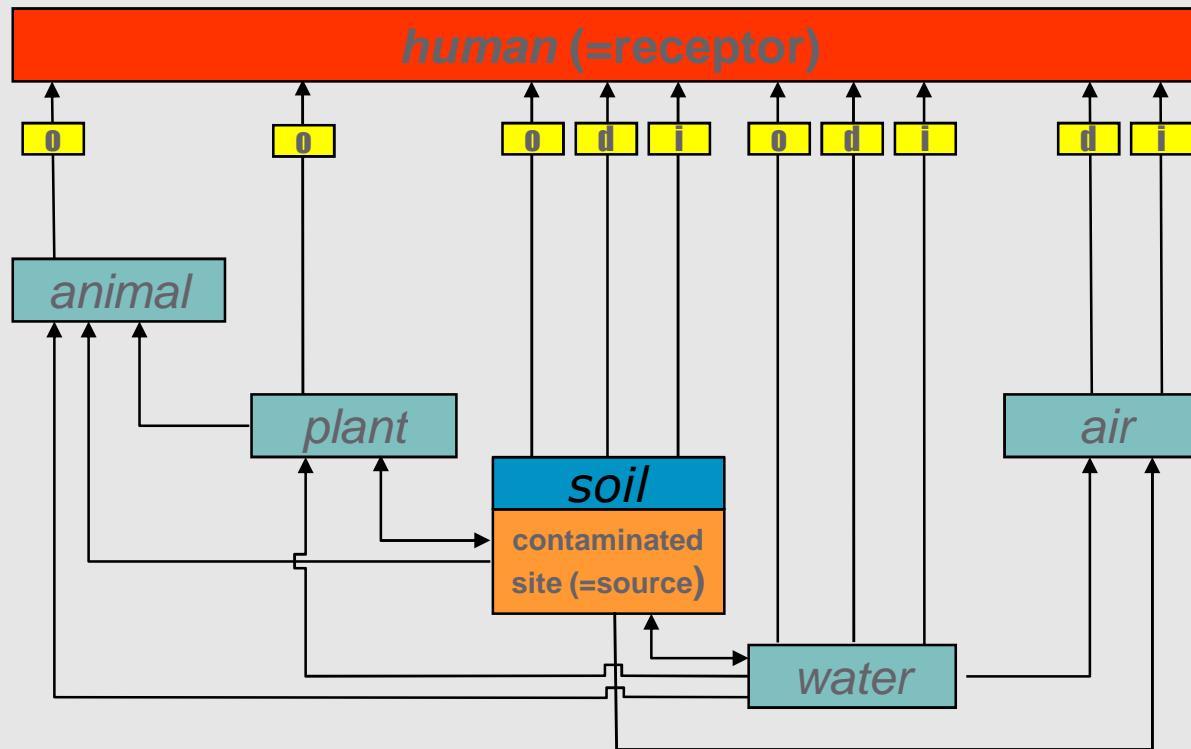 human (=receptor)
o o o d i o d i d i
animal
plant
air
soil
contaminated
site (=source)
water